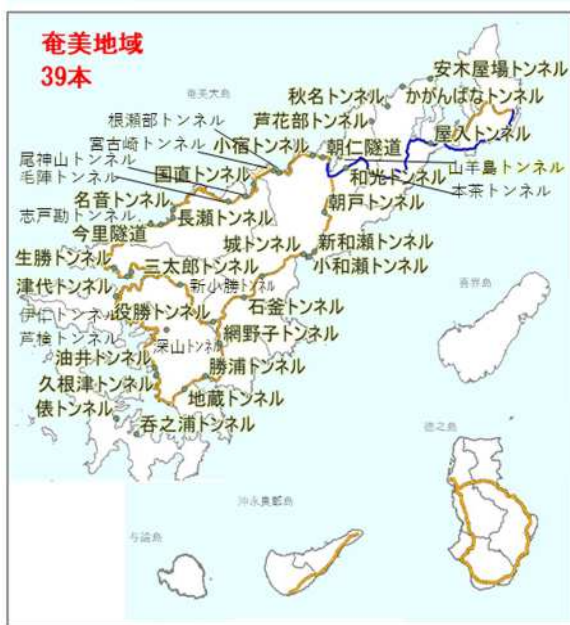 奄美地域
39本
安木屋場トンネル
奄美大島
秋名トンネル
かがんばなトンネル
根瀬部トンネル
芦花部トンネル
宮古崎トンネル
小宿トンネル
朝仁隧道
屋入トンネル
尾神山トンネル
国直トンネル
山羊島トンネル
毛陣トンネル
和光トンネル
本茶トンネル
名音トンネル
朝戸トンネル
志戸勘トンネル
長瀬トンネル
今里隧道
城トンネル
新和瀬トンネル
生勝トンネル
三太郎トンネル
小和瀬トンネル
津代トンネル
新小勝トンネル
喜界島
伊仁トンネル
役勝トンネル
石釜トンネル
芦検トンネル
深山トンネル
網野子トンネル
油井トンネル
勝浦トンネル
久根津トンネル
地蔵トンネル
俵トンネル
呑之浦トンネル
徳之島
沖永良部島
与論島